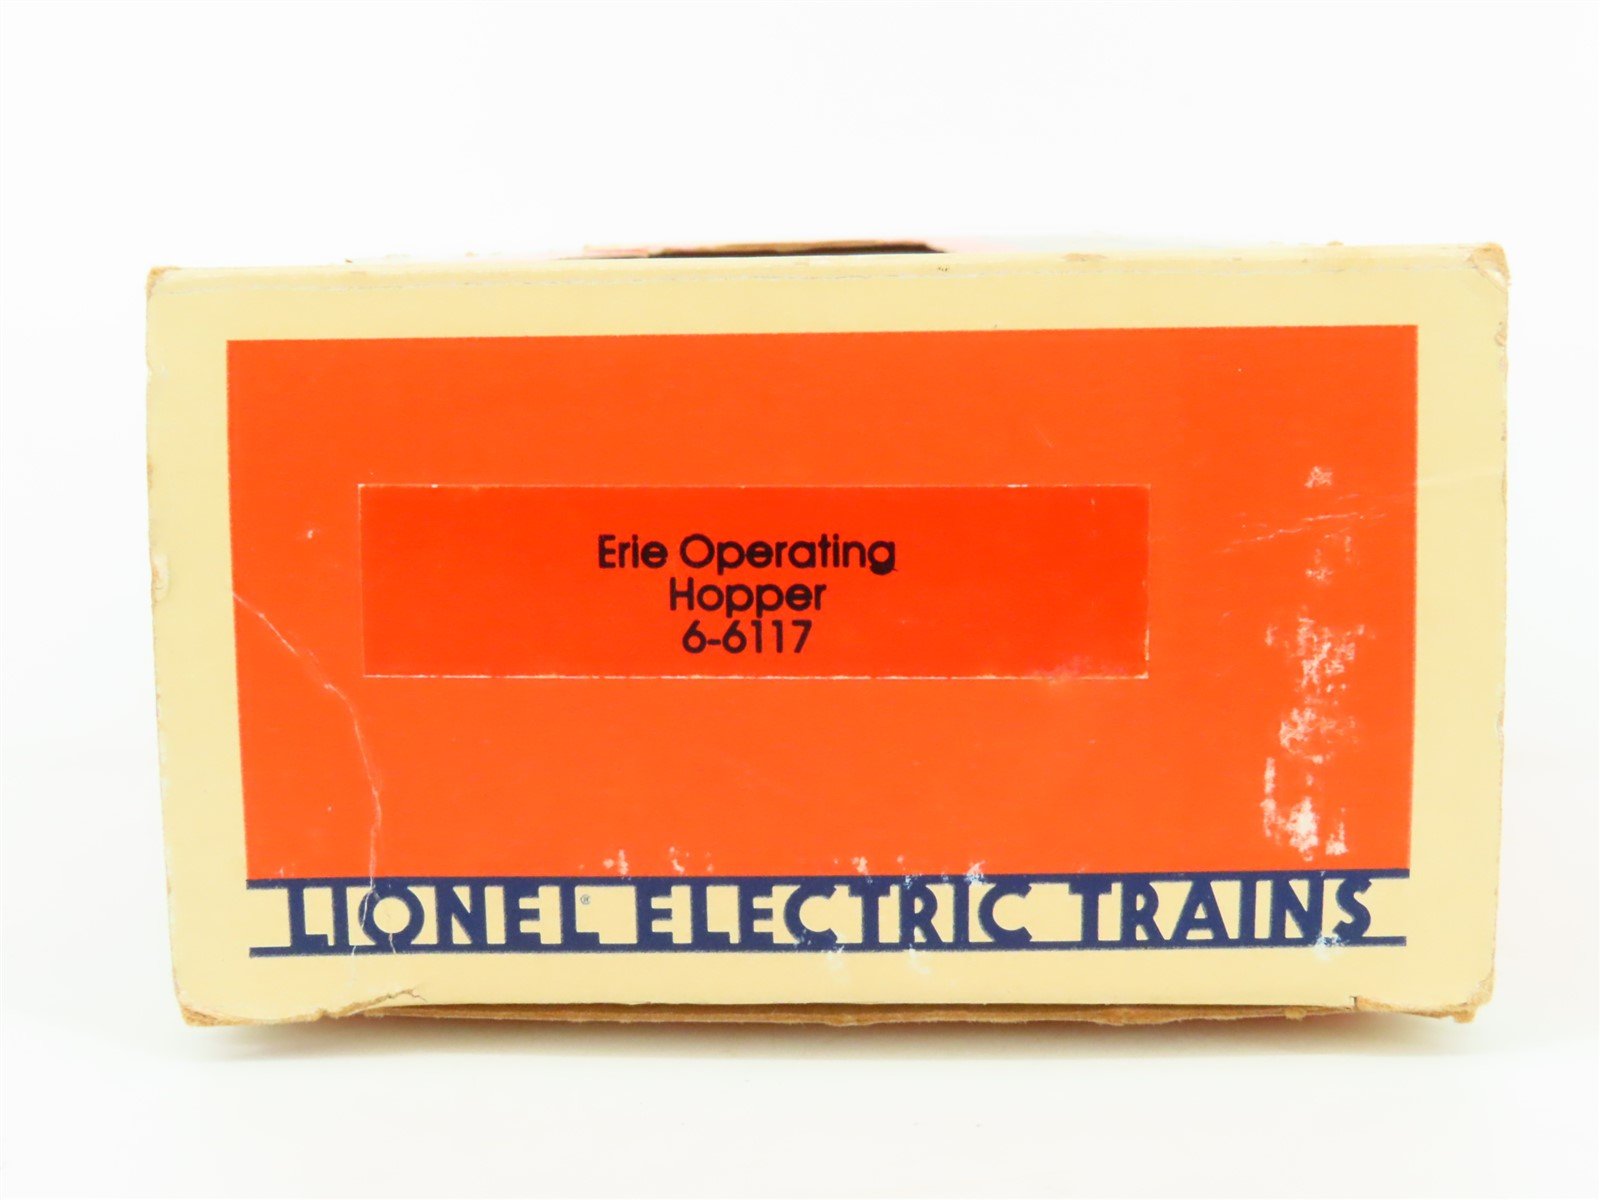 Erie Operating
Hopper
6-6117
LIONEL® ELECTRIC TRAINS